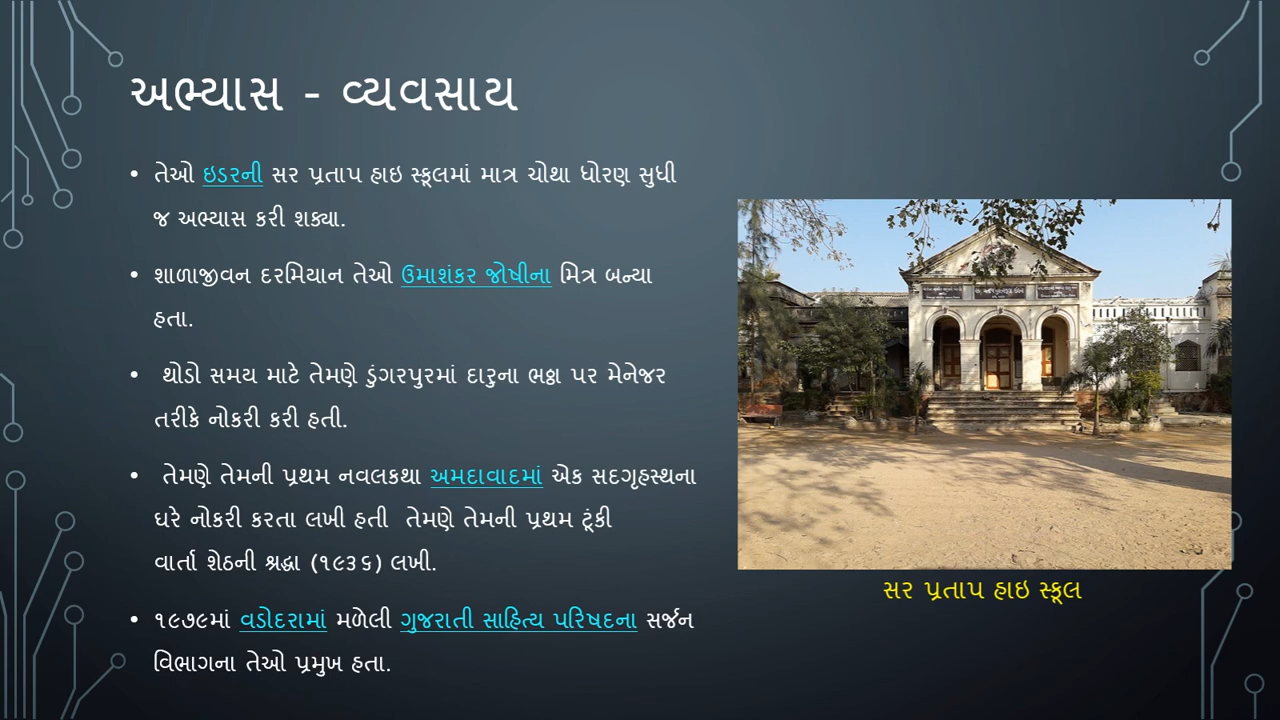 અભ્યાસ - વ્યવસાય
• તેઓ ઇડરની સર પ્રતાપ હાઇ સ્કૂલમાં માત્ર ચોથા ધોરણ સુધી
જ અભ્યાસ કરી શક્યા.
• શાળાજીવન દરમિયાન તેઓ ઉમાશંકર જોષીના મિત્ર બન્યા
હતા.
• થોડો સમય માટે તેમણે ડુંગરપુરમાં દારુના ભઠ્ઠા પર મેનેજર
તરીકે નોકરી કરી હતી.
• તેમણે તેમની પ્રથમ નવલકથા અમદાવાદમાં એક સદગૃહસ્થના
ઘરે નોકરી કરતા લખી હતી તેમણે તેમની પ્રથમ ટૂંકી
વાર્તા શેઠની શ્રદ્ધા (૧૯૩૬) લખી.
• ૧૯૭૯માં વડોદરામાં મળેલી ગુજરાતી સાહિત્ય પરિષદના સર્જન
વિભાગના તેઓ પ્રમુખ હતા.
સર પ્રતાપ હાઇ સ્કૂલ